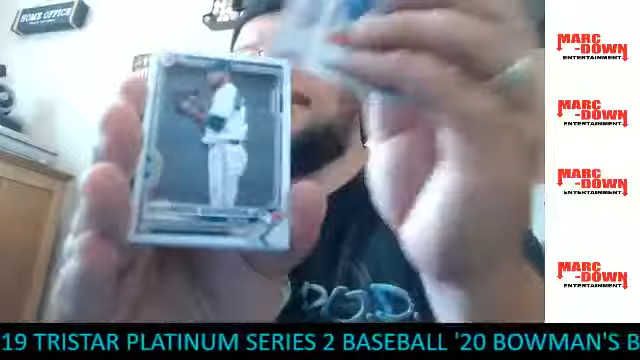 HOME OFFICE
MARC
-DOWN
ENTERTAINMENT
MARC
-DOWN
ENTERTAINMENT
MARC
-DOWN
ENTERTAINMENT
MARC
-DOWN
ENTERTAINMENT
P.O.D.
19 TRISTAR PLATINUM SERIES 2 BASEBALL '20 BOWMAN'S B